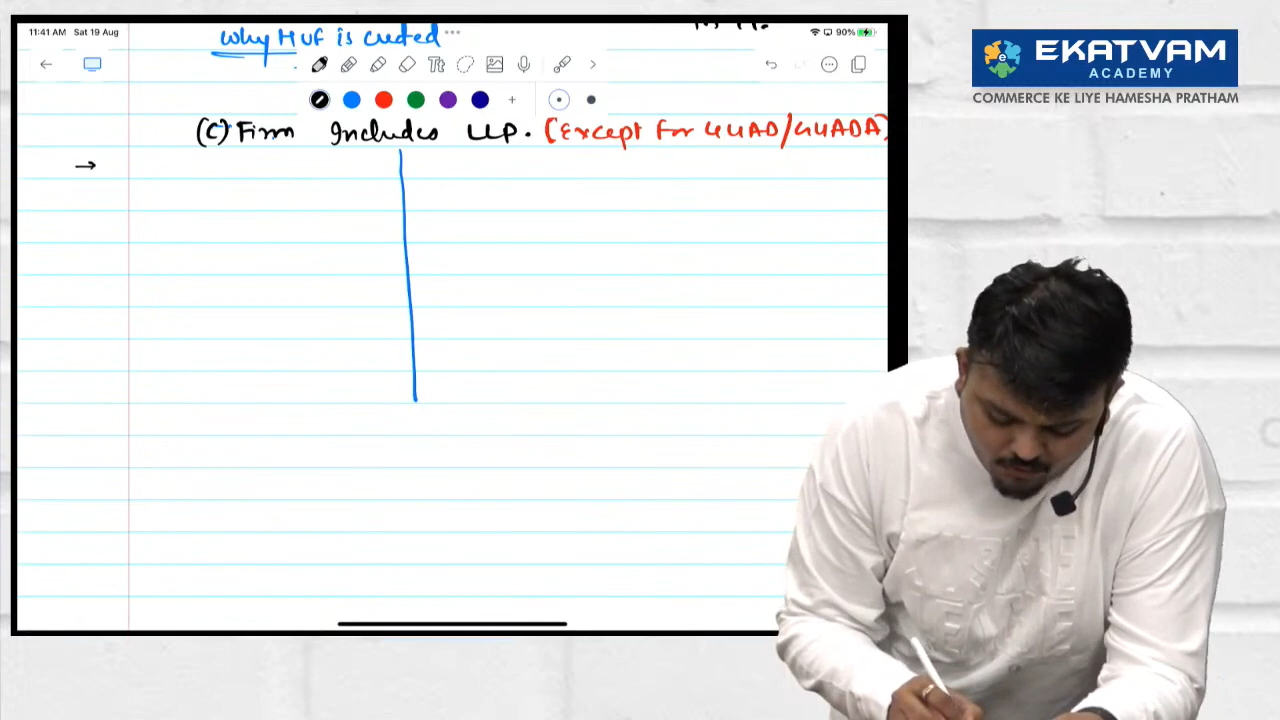 11:41 AM Sat 19 Aug
90%
why HUF is created
Tt
(C) Firm Includes LLP. (Except for 44AD/44ADA)
EKATVAM
ACADEMY
COMMERCE KE LIYE HAMESHA PRATHAM